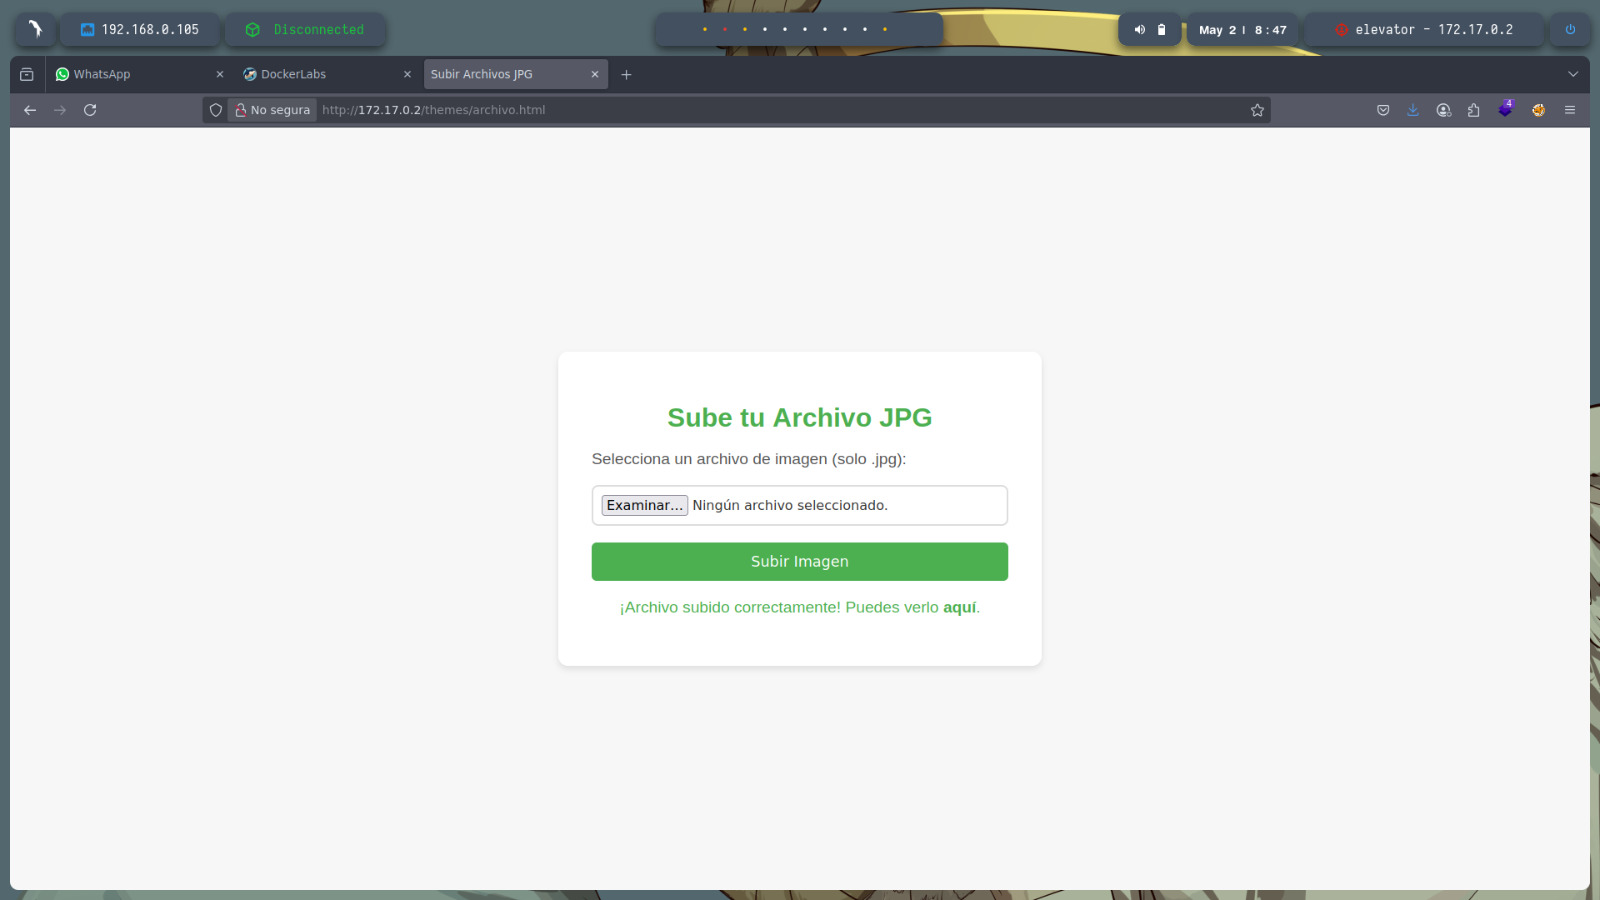 192.168.0.105
Disconnected
May 2 | 8:47
elevator - 172.17.0.2
WhatsApp
DockerLabs
Subir Archivos JPG
No segura
http://172.17.0.2/themes/archivo.html
4
Sube tu Archivo JPG
Selecciona un archivo de imagen (solo .jpg):
Examinar... Ningún archivo seleccionado.
Subir Imagen
¡Archivo subido correctamente! Puedes verlo aquí.